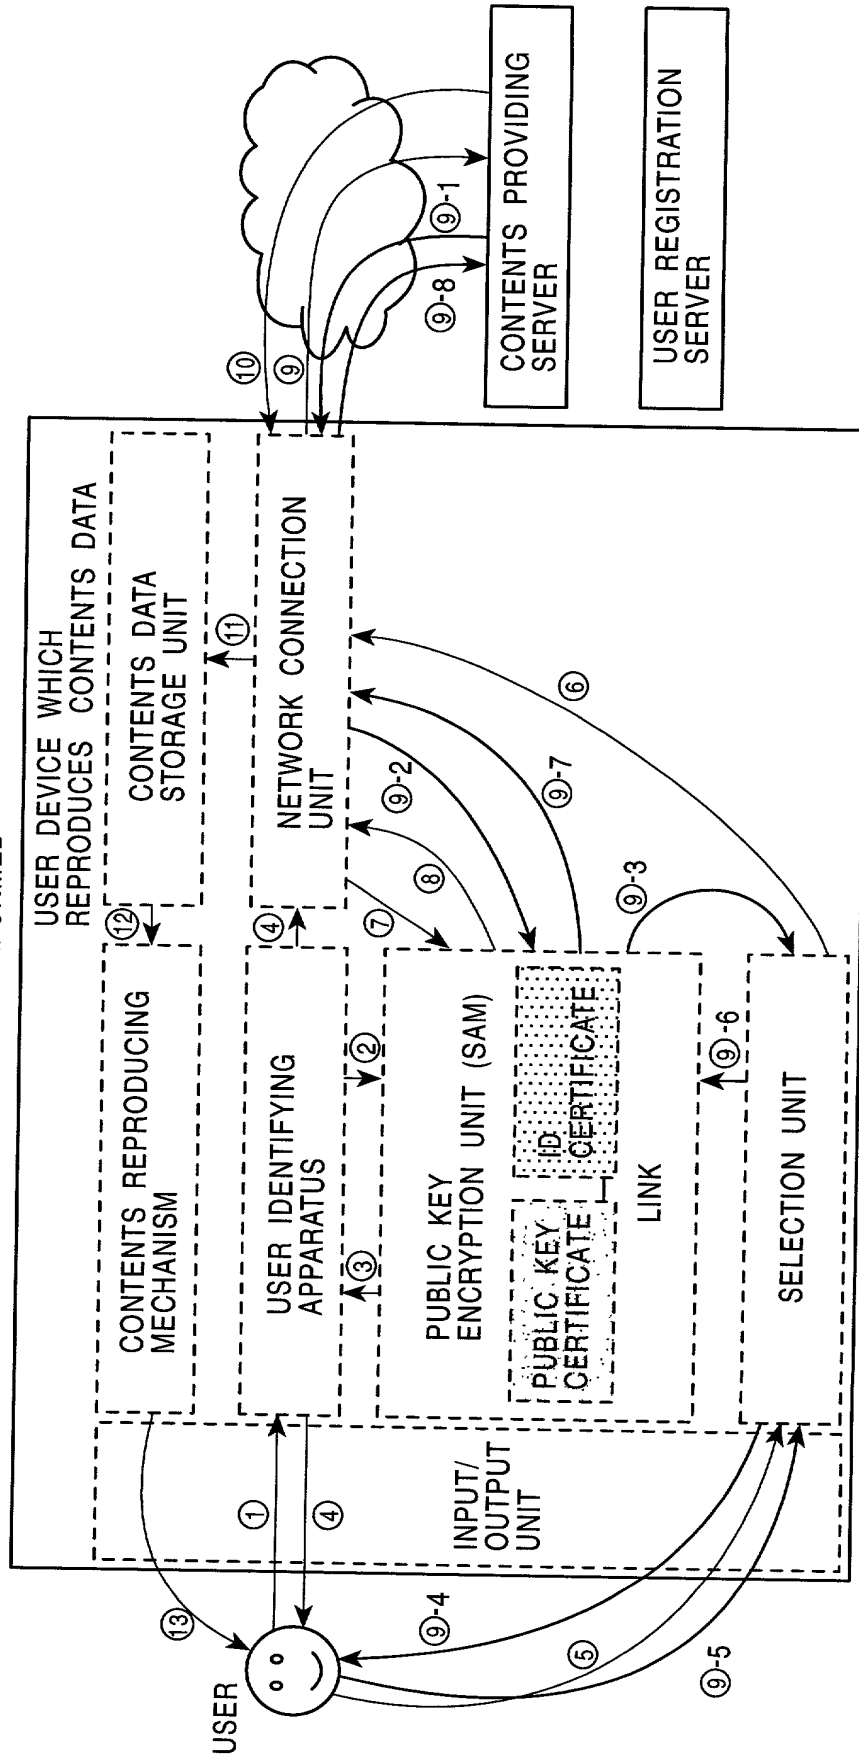 USER DEVICE WHICH
REPRODUCES CONTENTS DATA
CONTENTS REPRODUCING
MECHANISM
⑫
CONTENTS DATA
STORAGE UNIT
⑬
⑪
⑩
USER
①
④
USER IDENTIFYING
APPARATUS
④
NETWORK CONNECTION
UNIT
⑨
③
②
⑦
⑧
⑨-2
⑨-8
⑨-1
INPUT/
OUTPUT
UNIT
PUBLIC KEY
ENCRYPTION UNIT (SAM)
PUBLIC KEY
CERTIFICATE
ID
CERTIFICATE
LINK
⑨-7
⑥
⑨-3
CONTENTS PROVIDING
SERVER
⑨-4
⑤
⑨-5
⑨-6
SELECTION UNIT
USER REGISTRATION
SERVER